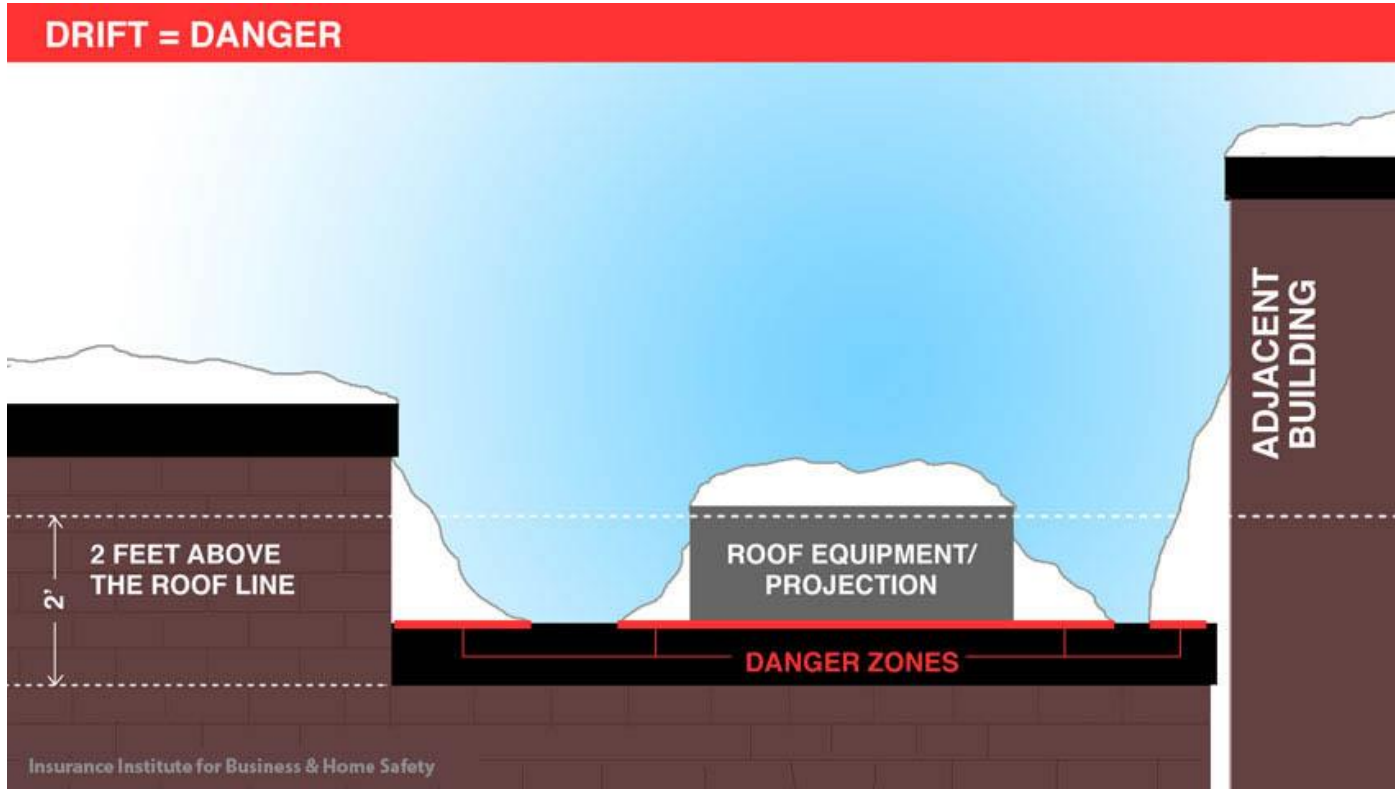 DRIFT = DANGER
ADJACENT
BUILDING
2 FEET ABOVE
THE ROOF LINE
2'
ROOF EQUIPMENT/
PROJECTION
DANGER ZONES
Insurance Institute for Business & Home Safety